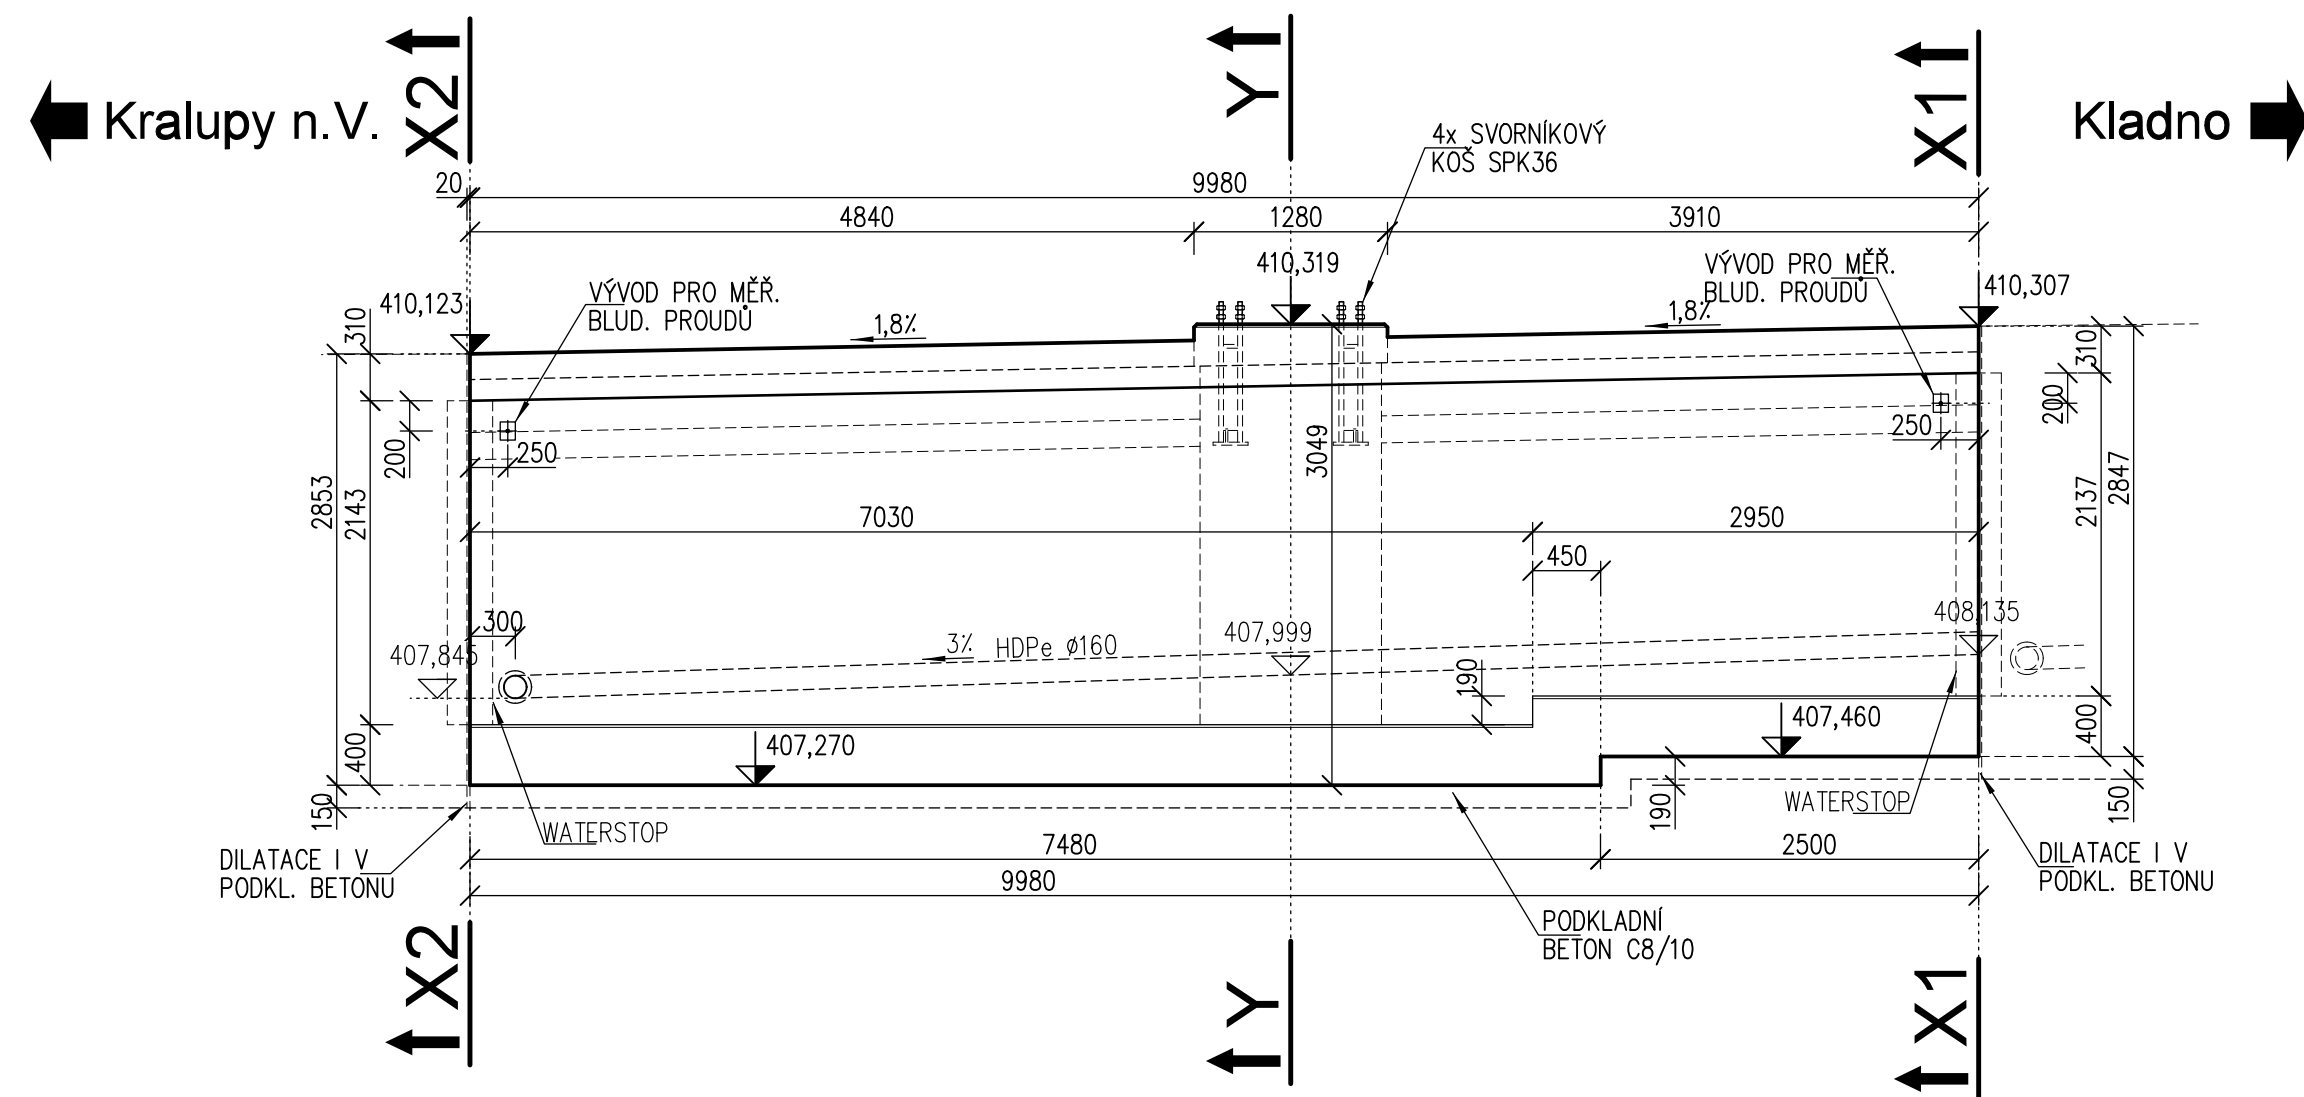 X2
Y
X1
Kralupy n.V.
Kladno
4x SVORNÍKOVÝ
KOŠ SPK36
20
9980
4840
1280
3910
410,319
VÝVOD PRO MĚŘ.
BLUD. PROUDŮ
VÝVOD PRO MĚŘ.
BLUD. PROUDŮ
410,123
410,307
310
1,8%
1,8%
310
200
200
250
250
3049
2853
2143
2137
2847
7030
2950
450
300
407,845
3%
HDPe ø160
407,999
408,135
190
407,270
407,460
400
400
150
190
150
WATERSTOP
WATERSTOP
7480
2500
DILATACE I V
PODKL. BETONU
DILATACE I V
PODKL. BETONU
9980
PODKLADNÍ
BETON C8/10
X2
Y
X1